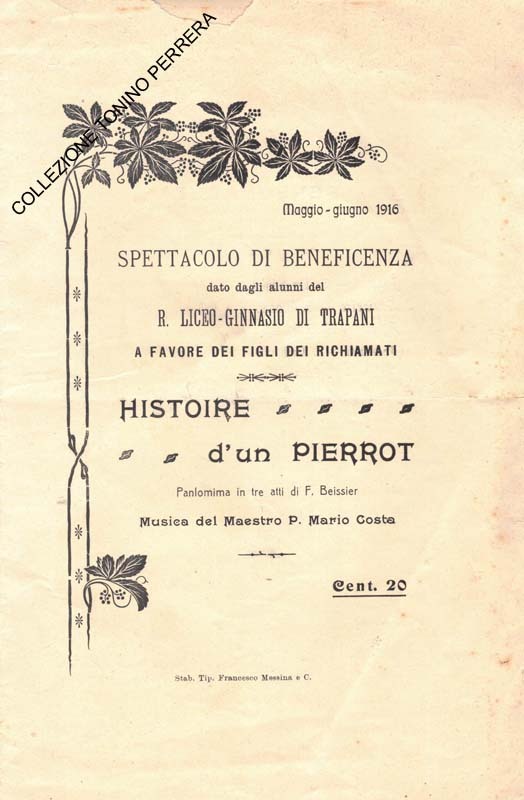 COLLEZIONE TONINO PERRERA
Maggio-giugno 1916
SPETTACOLO DI BENEFICENZA
dato dagli alunni del
R. LICEO-GINNASIO DI TRAPANI
A FAVORE DEI FIGLI DEI RICHIAMATI
HISTOIRE
d'un PIERROT
Panlomima in tre atti di F. Beissier
Musica del Maestro P. Mario Costa
Cent. 20
Stab. Tip. Francesco Messina e C.